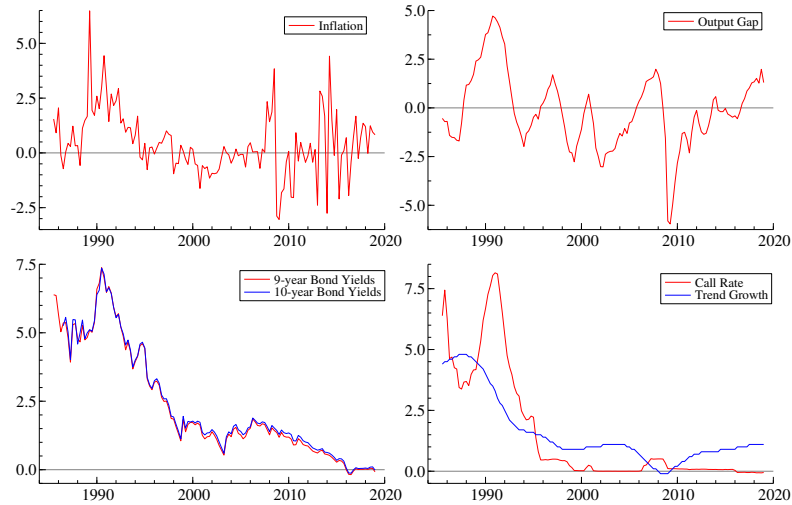 Inflation
5.0
2.5
0.0
-2.5
1990 2000 2010 2020
Output Gap
5.0
2.5
0.0
-2.5
-5.0
1990 2000 2010 2020
9-year Bond Yields
10-year Bond Yields
7.5
5.0
2.5
0.0
1990 2000 2010 2020
Call Rate
Trend Growth
7.5
5.0
2.5
0.0
1990 2000 2010 2020